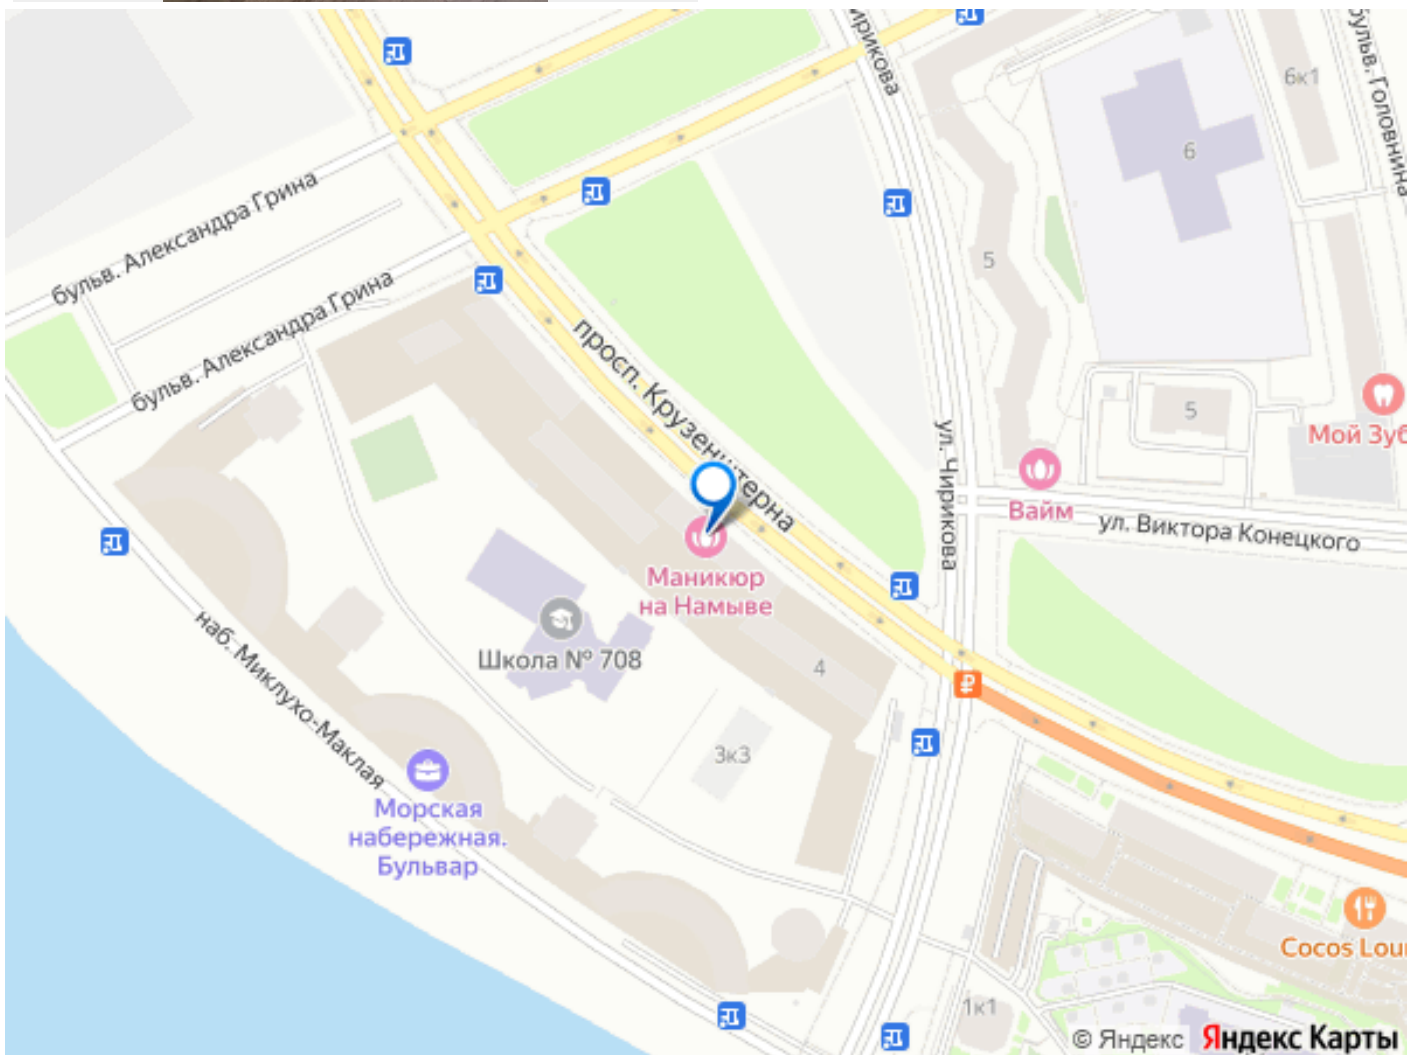 бульв. Головнина
6к1
6
бульв. Александра Грина
5
бульв. Александра Грина
просп. Крузенштерна
5
Мой Зуб
ул. Чирикова
Вайм
ул. Виктора Конецкого
Маникюр
на Намыве
Школа № 708
4
наб. Миклухо-Маклая
3к3
Морская
набережная.
Бульвар
Cocos Lour
1к1
© Яндекс Яндекс Карты